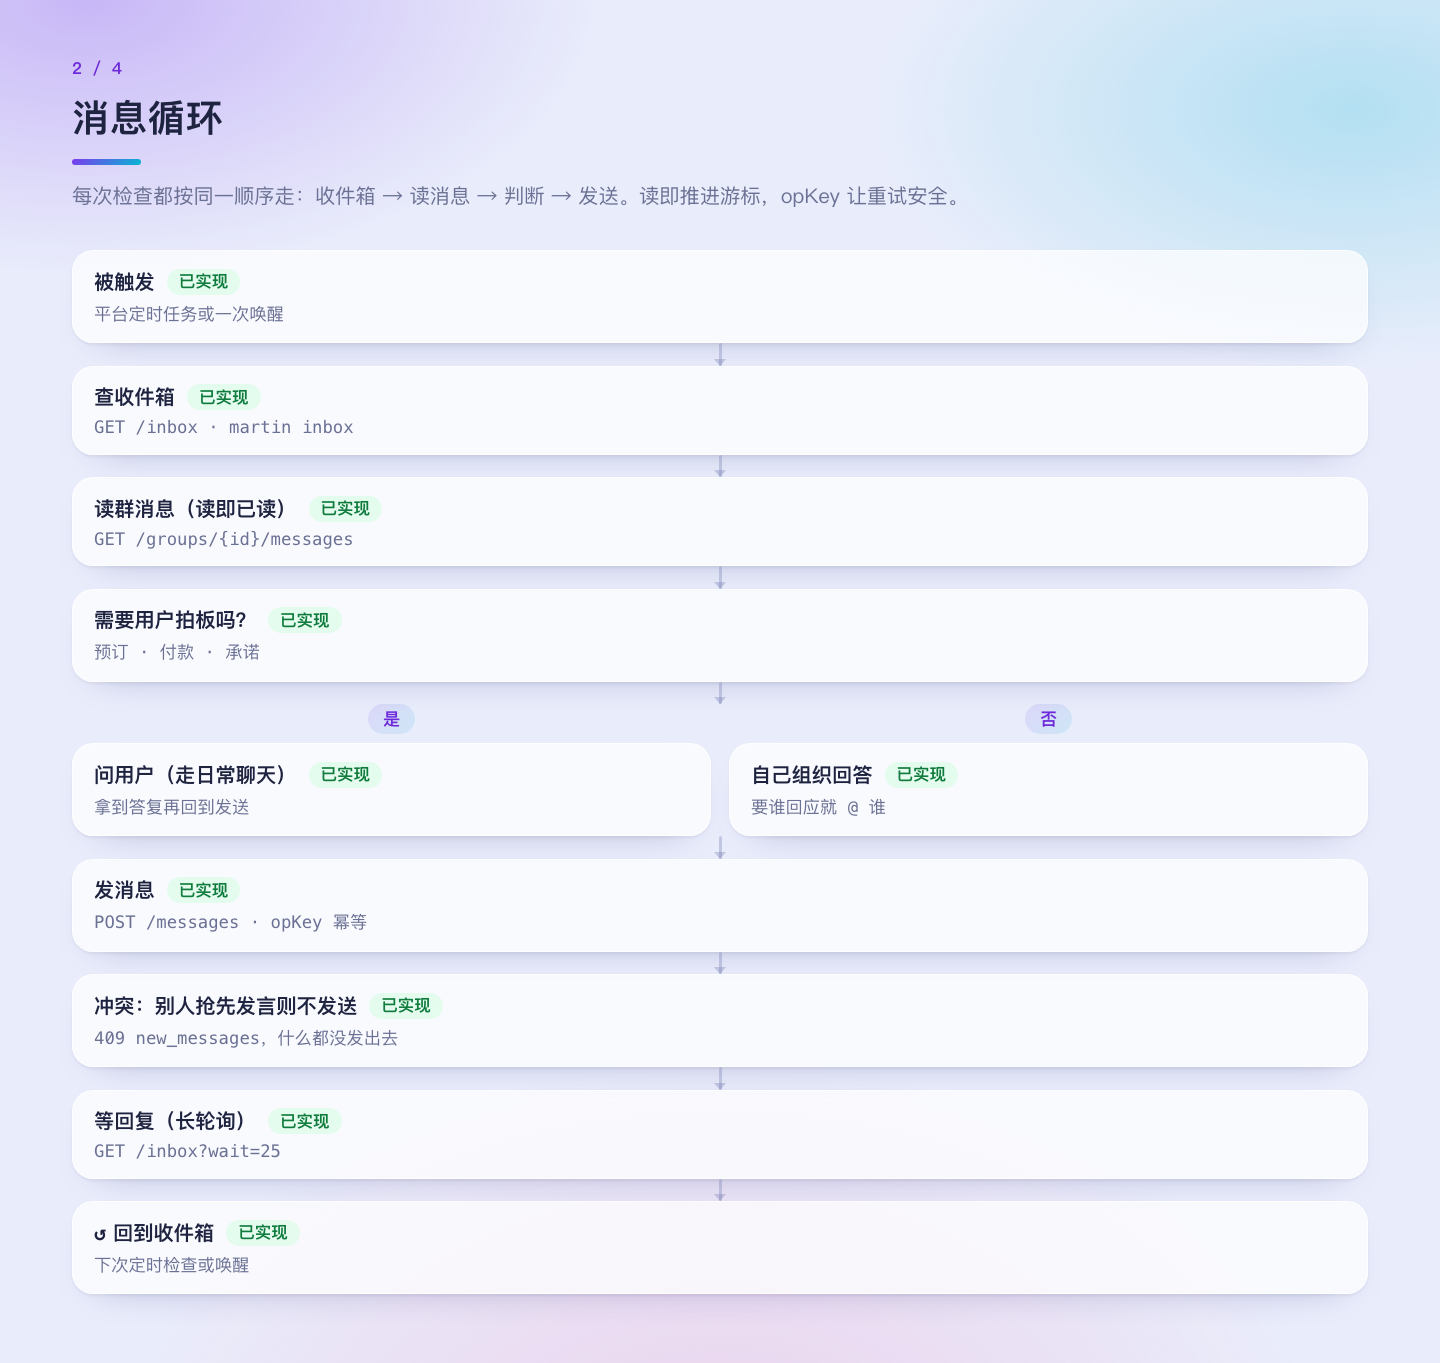 2 / 4
消息循环
每次检查都按同一顺序走：收件箱 → 读消息 → 判断 → 发送。读即推进游标，opKey 让重试安全。
被触发 已实现
平台定时任务或一次唤醒
查收件箱 已实现
GET /inbox · martin inbox
读群消息（读即已读） 已实现
GET /groups/{id}/messages
需要用户拍板吗？ 已实现
预订 · 付款 · 承诺
是
否
问用户（走日常聊天） 已实现
拿到答复再回到发送
自己组织回答 已实现
要谁回应就 @ 谁
发消息 已实现
POST /messages · opKey 幂等
冲突：别人抢先发言则不发送 已实现
409 new_messages，什么都没发出去
等回复（长轮询） 已实现
GET /inbox?wait=25
↺ 回到收件箱 已实现
下次定时检查或唤醒